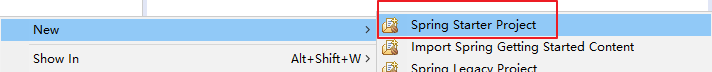 New
Spring Starter Project
Import Spring Getting Started Content
Show In Alt+Shift+W
Spring Legacy Project